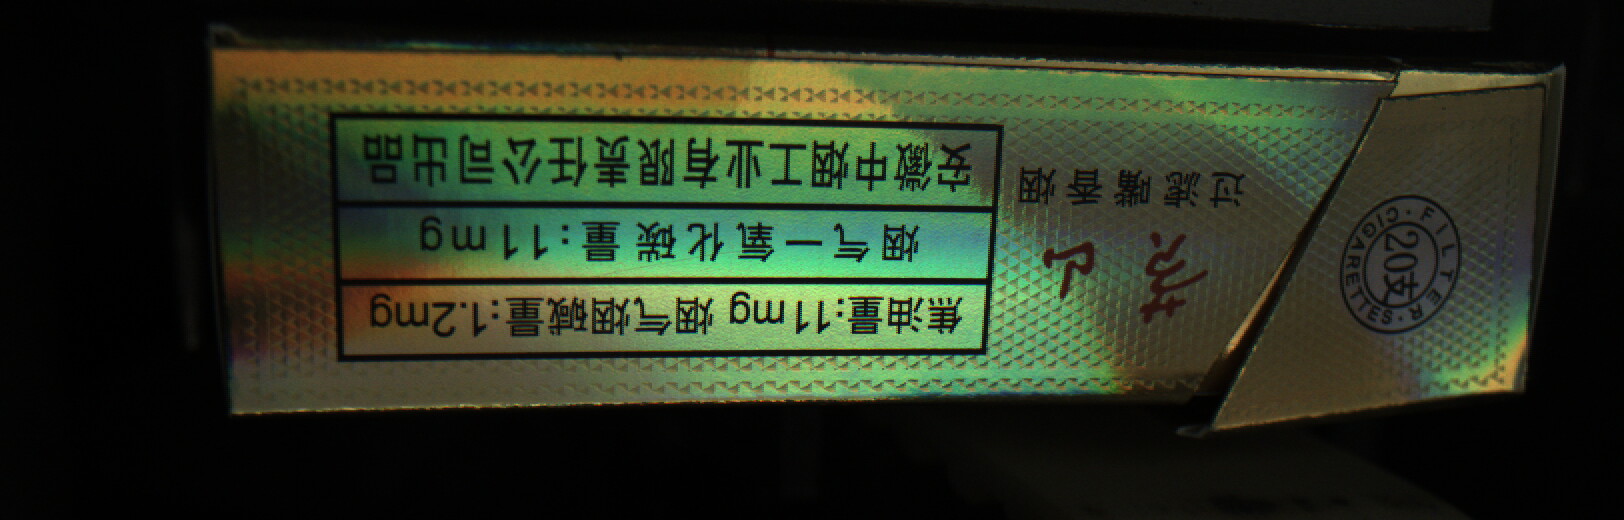 FILTER·CIGARETTES·
20支
黄山
过滤嘴香烟
焦油量:11mg 烟气烟碱量:1.2mg
烟气一氧化碳量:11mg
安徽中烟工业有限责任公司出品